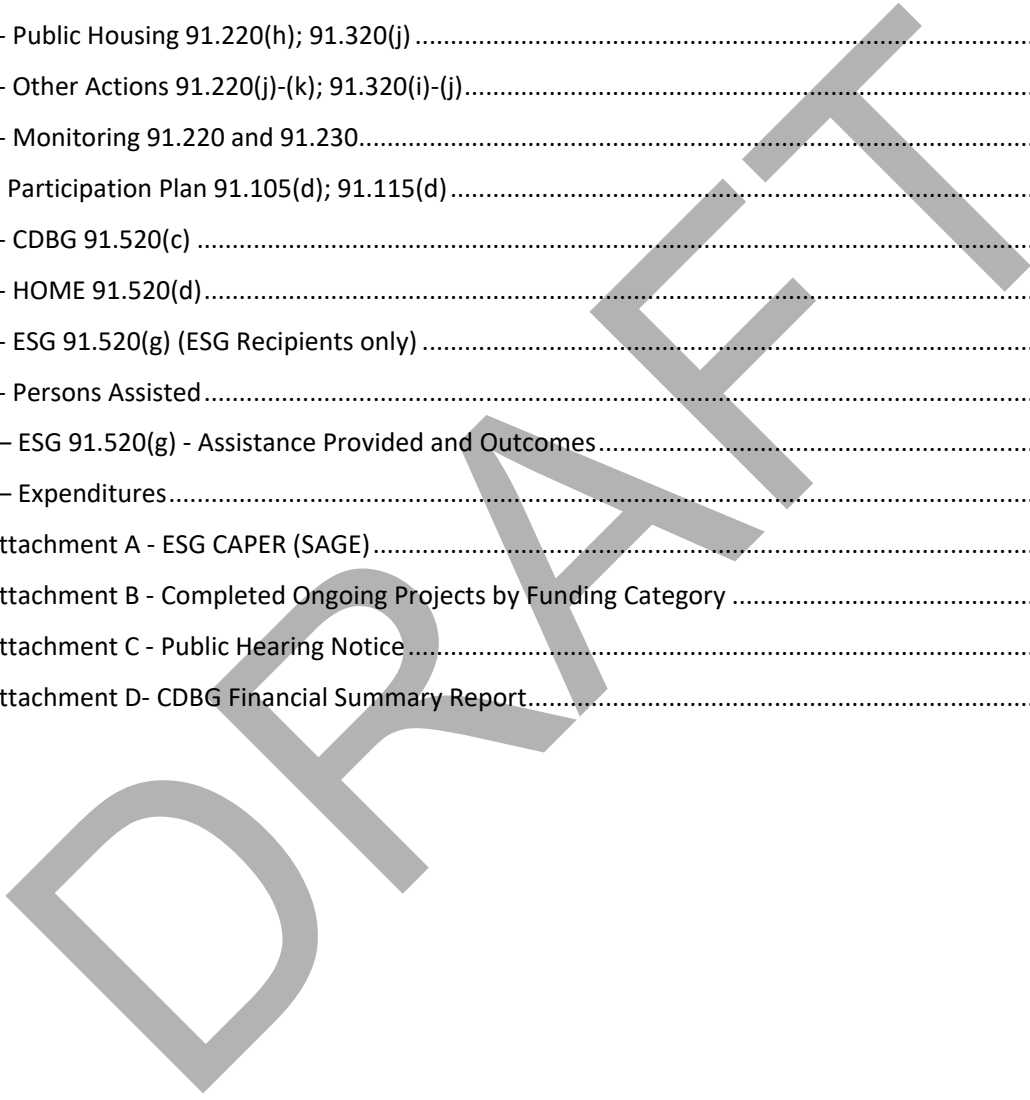 - Public Housing 91.220(h); 91.320(j)
- Other Actions 91.220(j)-(k); 91.320(i)-(j)
- Monitoring 91.220 and 91.230
Participation Plan 91.105(d); 91.115(d)
- CDBG 91.520(c)
- HOME 91.520(d)
- ESG 91.520(g) (ESG Recipients only)
- Persons Assisted
– ESG 91.520(g) - Assistance Provided and Outcomes
– Expenditures
ttachment A - ESG CAPER (SAGE)
ttachment B - Completed Ongoing Projects by Funding Category
ttachment C - Public Hearing Notice
ttachment D- CDBG Financial Summary Report
DRAFT